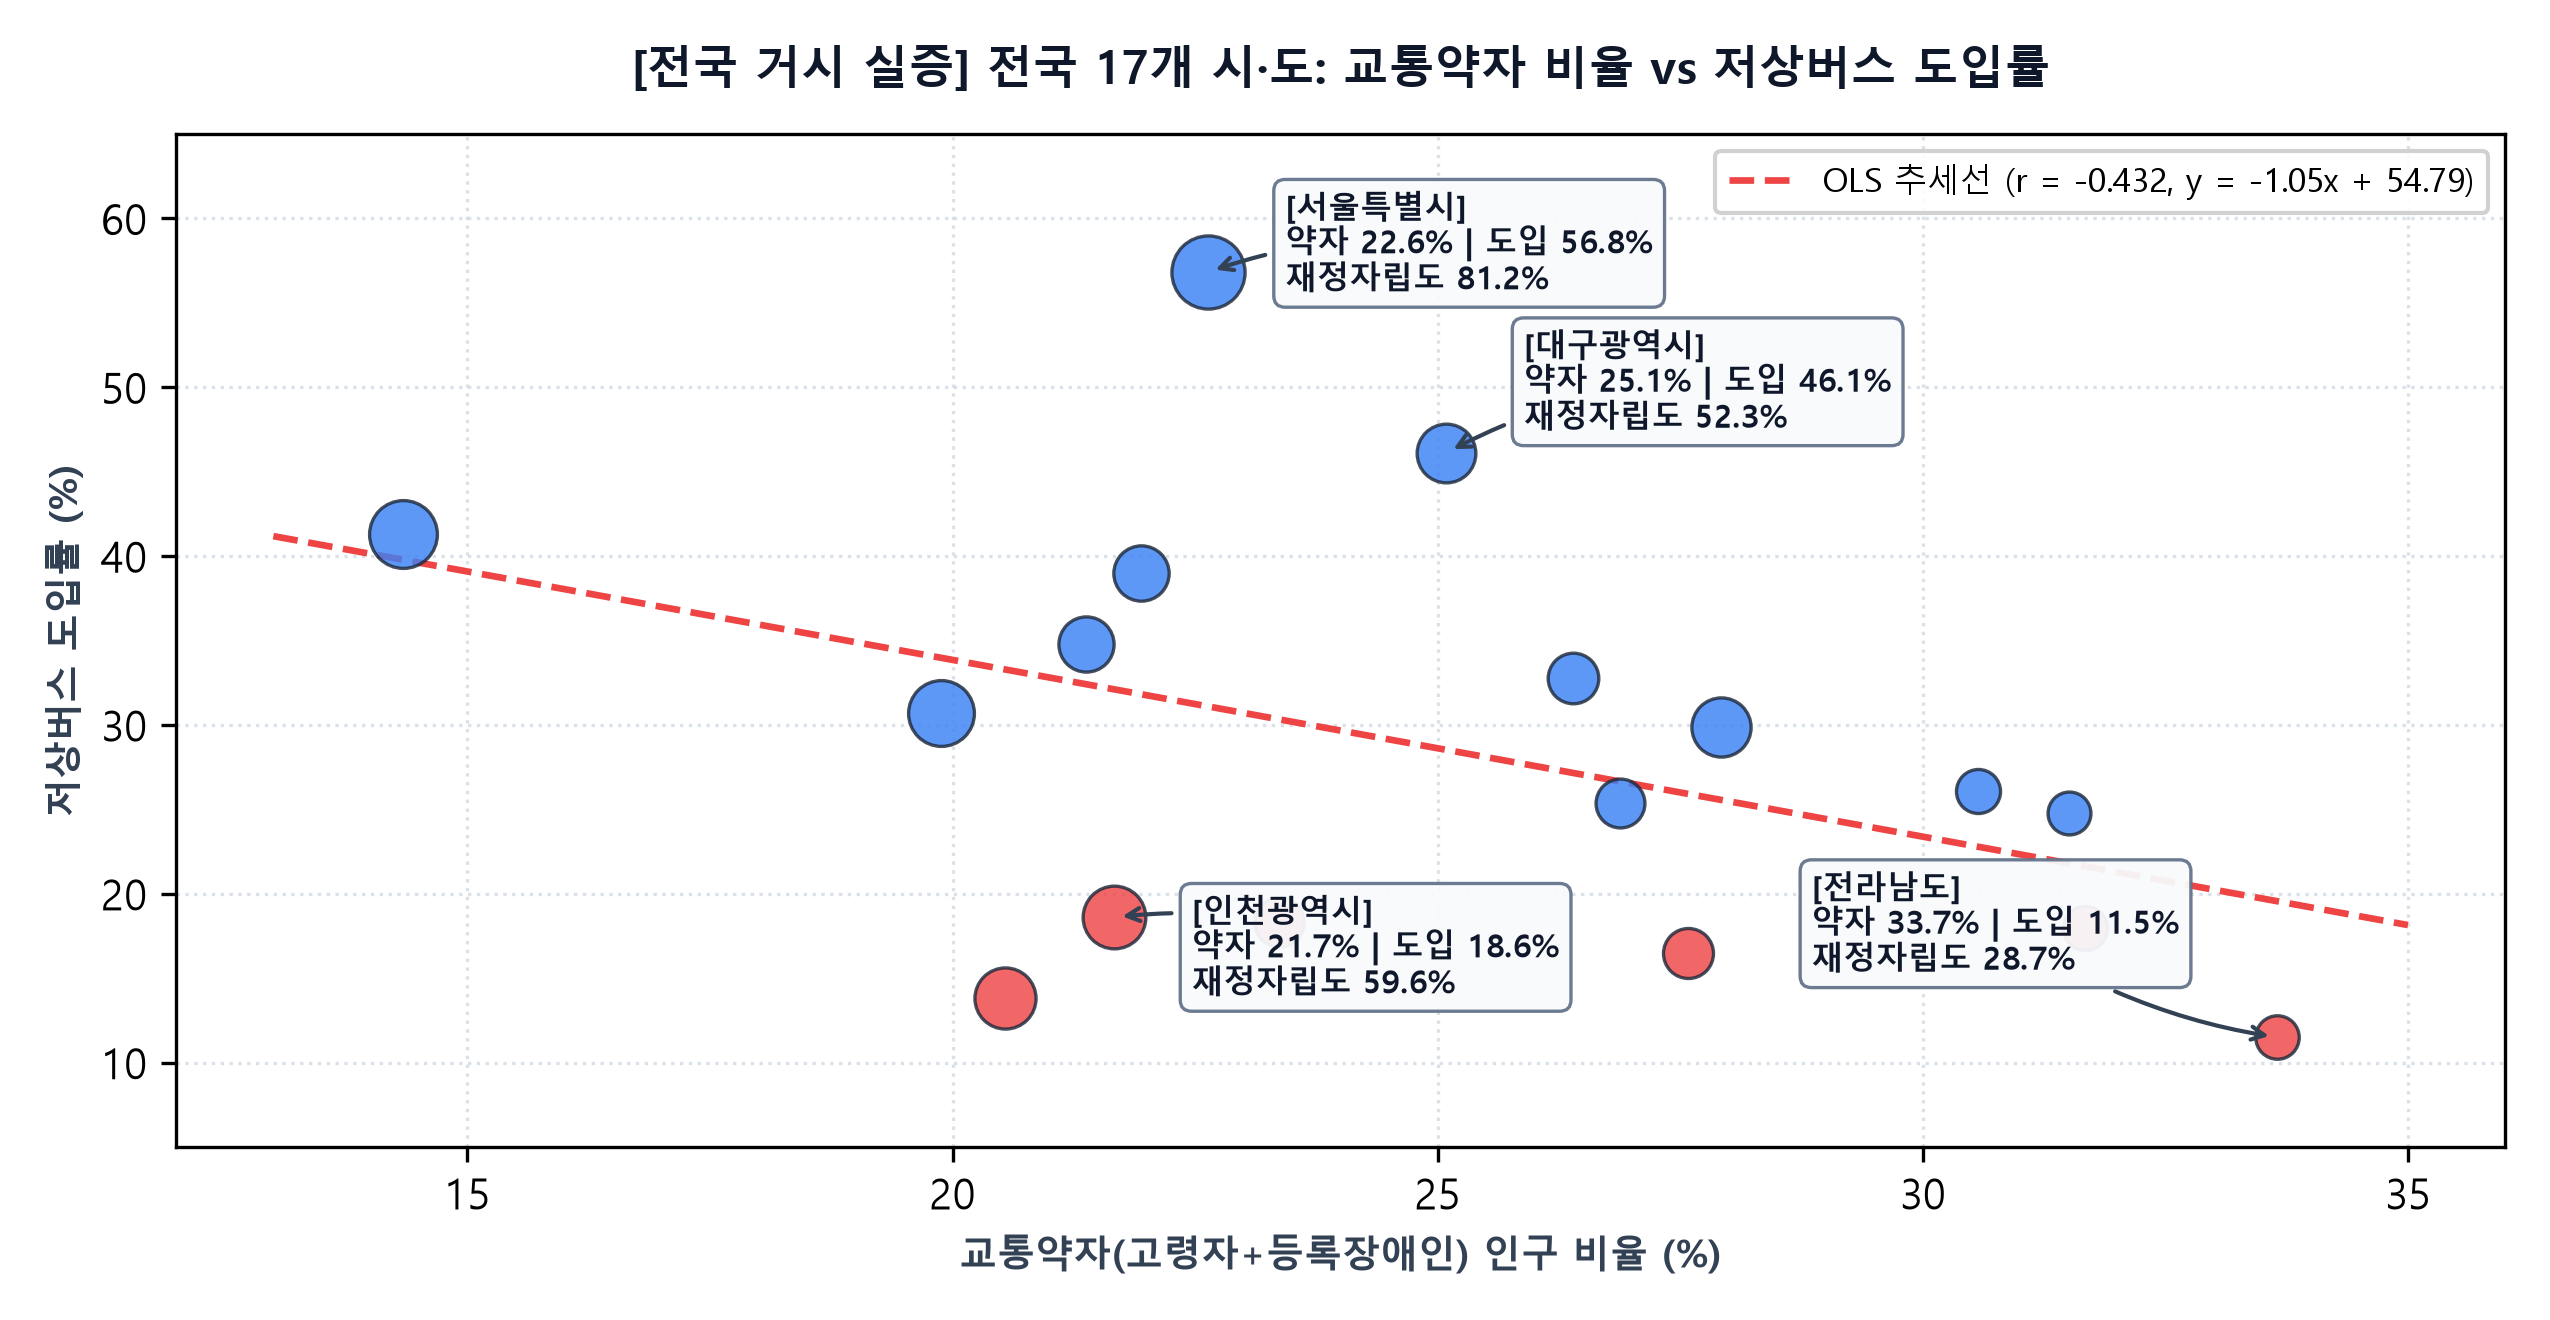 [전국 거시 실증] 전국 17개 시·도: 교통약자 비율 vs 저상버스 도입률
OLS 추세선 (r = -0.432, y = -1.05x + 54.79)
[서울특별시]
약자 22.6% | 도입 56.8%
재정자립도 81.2%
[대구광역시]
약자 25.1% | 도입 46.1%
재정자립도 52.3%
[인천광역시]
약자 21.7% | 도입 18.6%
재정자립도 59.6%
[전라남도]
약자 33.7% | 도입 11.5%
재정자립도 28.7%
저상버스 도입률 (%)
60
50
40
30
20
10
15
20
25
30
35
교통약자(고령자+등록장애인) 인구 비율 (%)